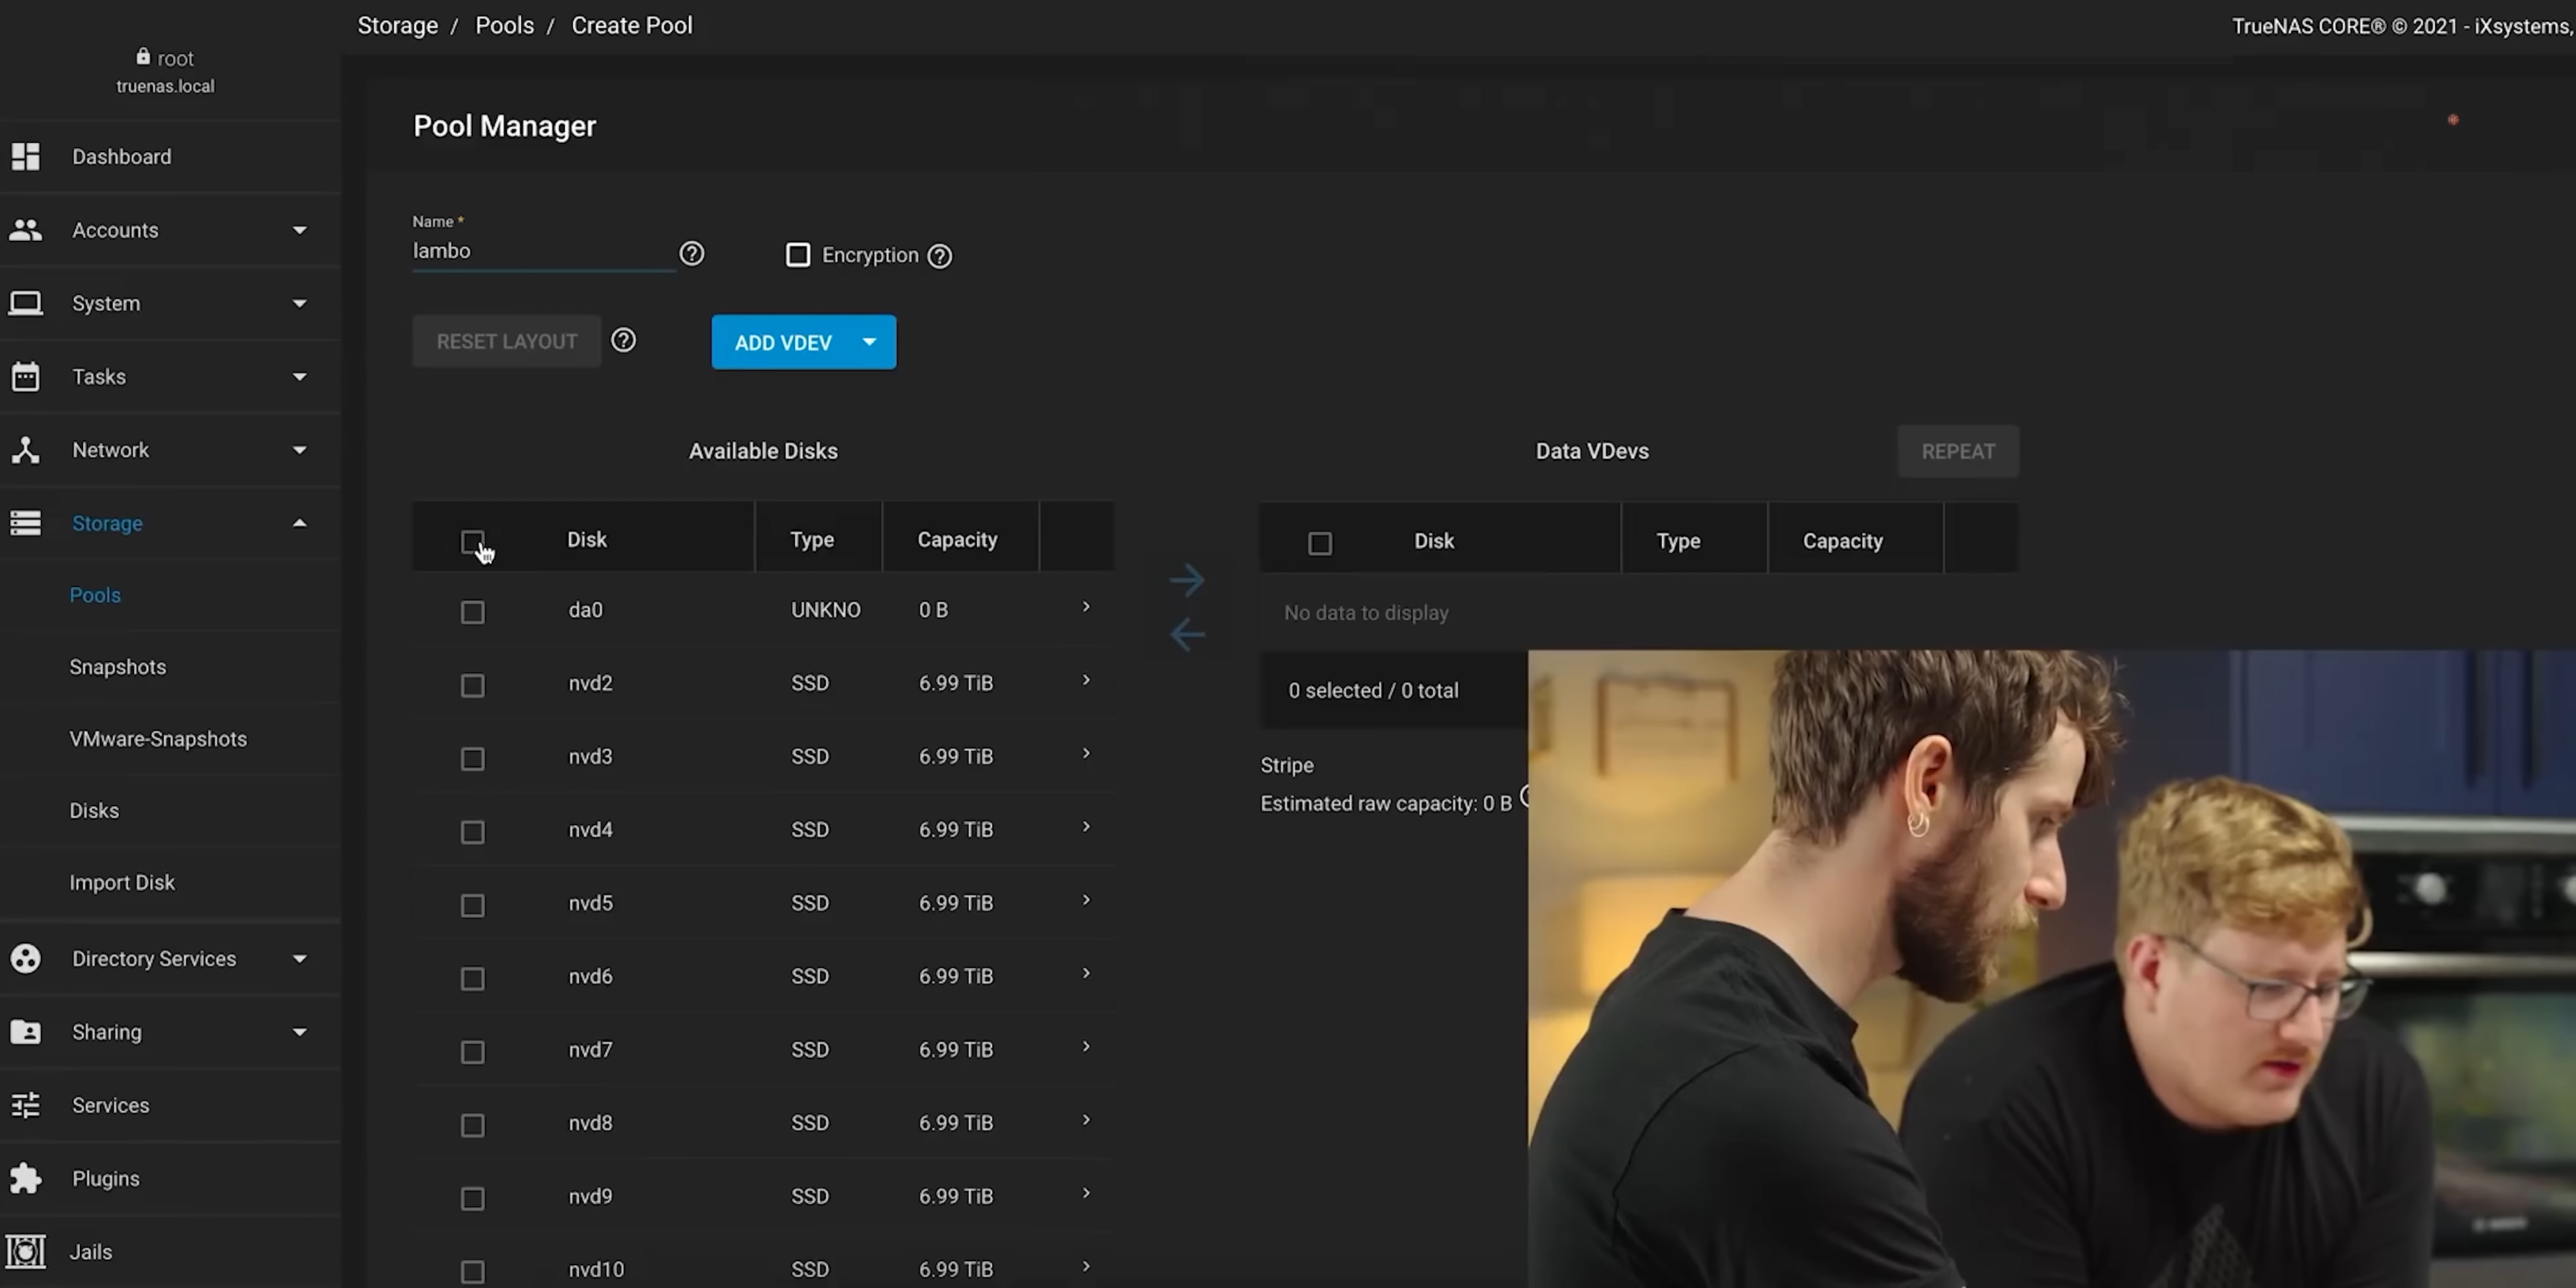 root
truenas.local
Dashboard
Accounts
System
Tasks
Network
Storage
Pools
Snapshots
VMware-Snapshots
Disks
Import Disk
Directory Services
Sharing
Services
Plugins
Jails
Storage / Pools / Create Pool
TrueNAS CORE® © 2021 - iXsystems,
Pool Manager
Name *
lambo
Encryption
RESET LAYOUT
ADD VDEV
Available Disks
Disk Type Capacity
da0 UNKNO 0 B
nvd2 SSD 6.99 TiB
nvd3 SSD 6.99 TiB
nvd4 SSD 6.99 TiB
nvd5 SSD 6.99 TiB
nvd6 SSD 6.99 TiB
nvd7 SSD 6.99 TiB
nvd8 SSD 6.99 TiB
nvd9 SSD 6.99 TiB
nvd10 SSD 6.99 TiB
Data VDevs
REPEAT
Disk Type Capacity
No data to display
0 selected / 0 total
Stripe
Estimated raw capacity: 0 B